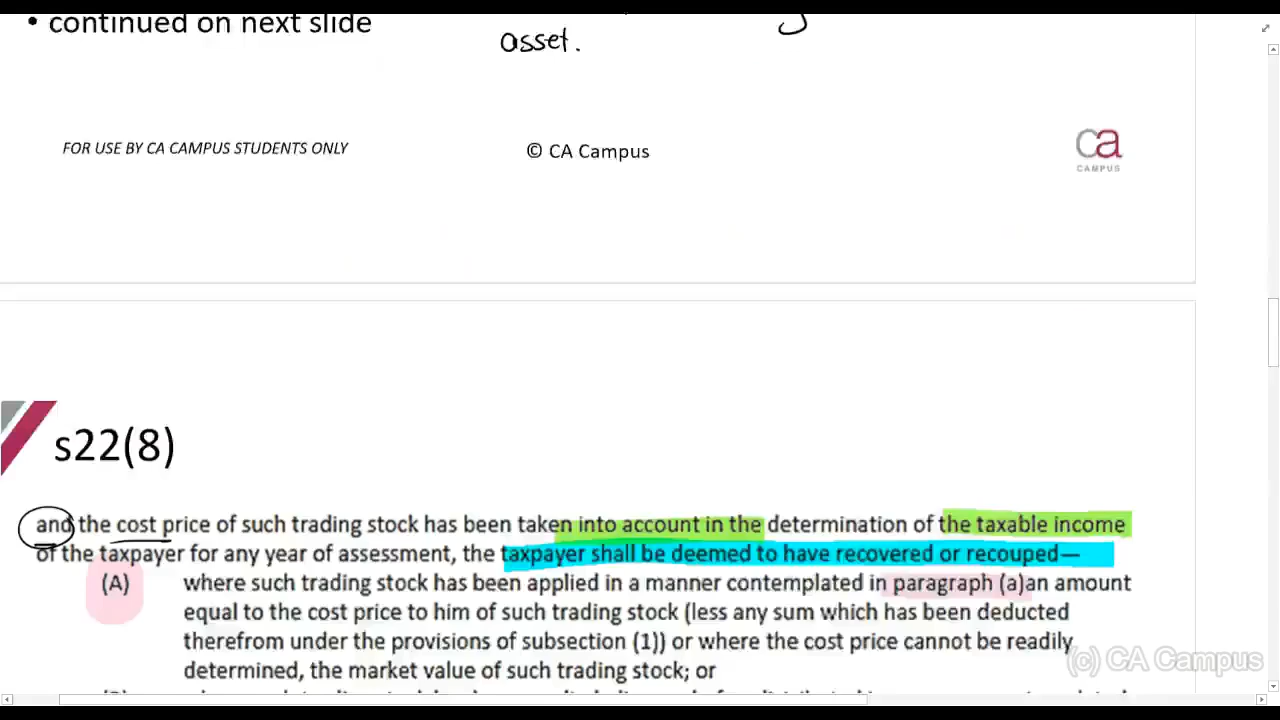 • continued on next slide
asset.
FOR USE BY CA CAMPUS STUDENTS ONLY
© CA Campus
ca
CAMPUS
s22(8)
and the cost price of such trading stock has been taken into account in the determination of the taxable income
of the taxpayer for any year of assessment, the taxpayer shall be deemed to have recovered or recouped—
(A) where such trading stock has been applied in a manner contemplated in paragraph (a)an amount
equal to the cost price to him of such trading stock (less any sum which has been deducted
therefrom under the provisions of subsection (1)) or where the cost price cannot be readily
determined, the market value of such trading stock; or
(c) CA Campus